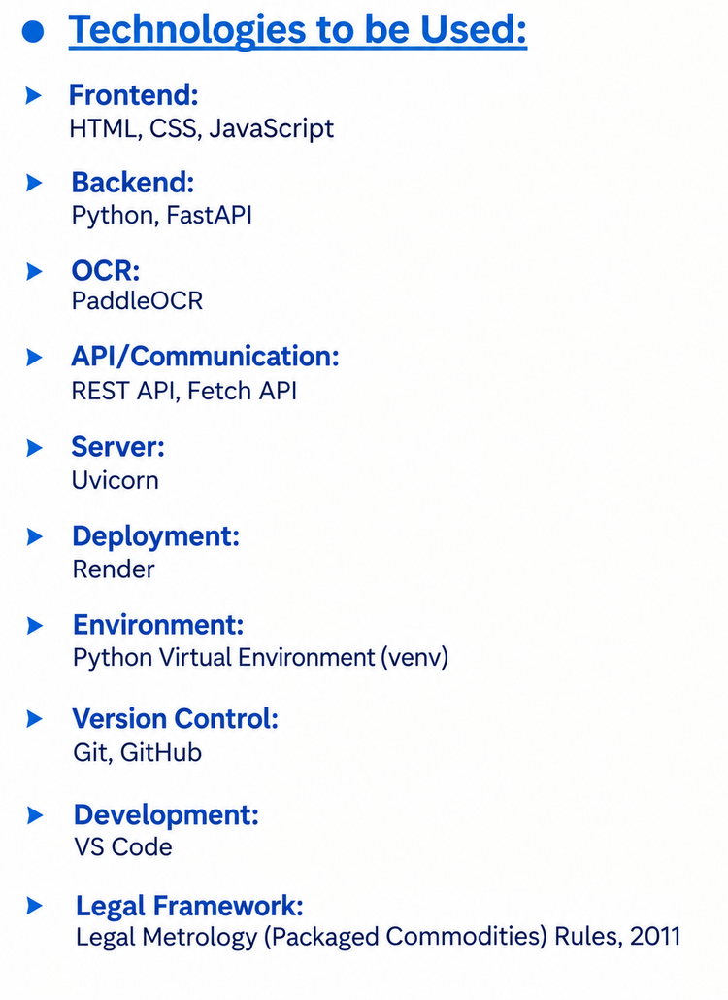 Technologies to be Used:
Frontend:
HTML, CSS, JavaScript
Backend:
Python, FastAPI
OCR:
PaddleOCR
API/Communication:
REST API, Fetch API
Server:
Uvicorn
Deployment:
Render
Environment:
Python Virtual Environment (venv)
Version Control:
Git, GitHub
Development:
VS Code
Legal Framework:
Legal Metrology (Packaged Commodities) Rules, 2011